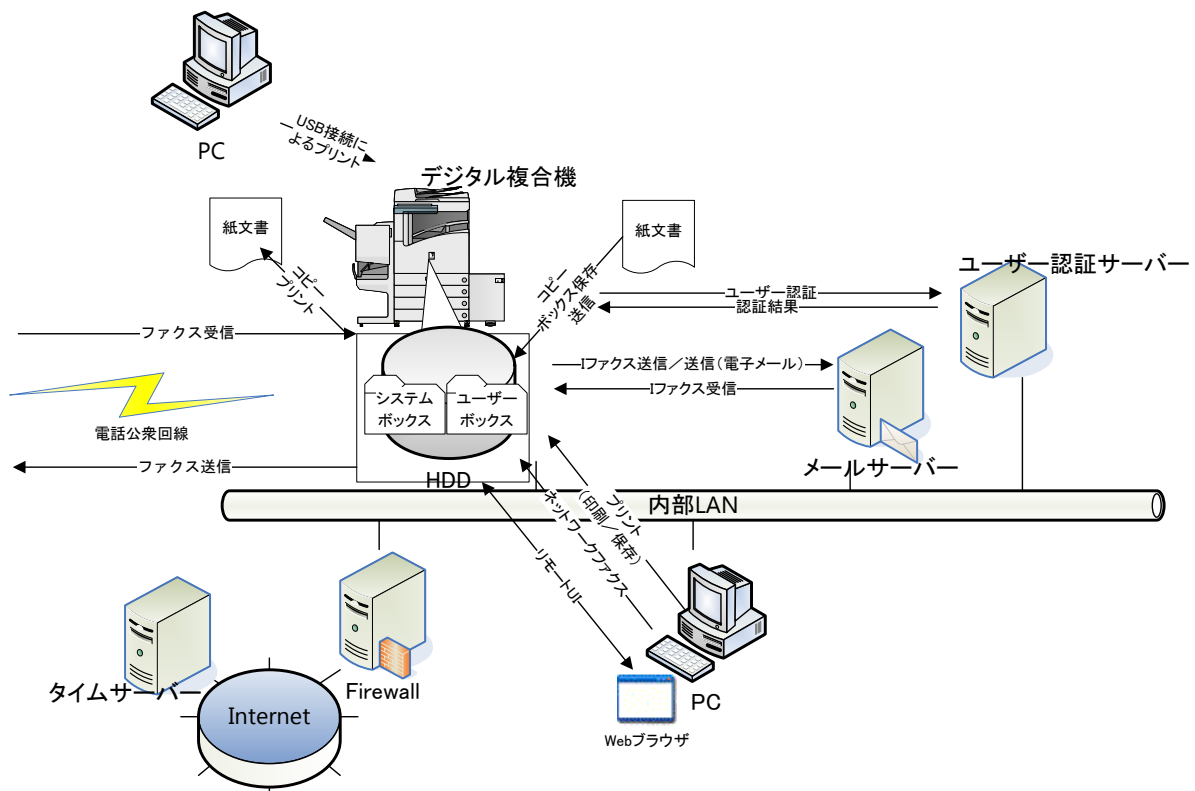 PC
USB接続に
よるプリント
デジタル複合機
紙文書
紙文書
コピー
プリント
コピー
ボックス保存
送信
ユーザー認証サーバー
ユーザー認証
認証結果
ファクス受信
Iファクス送信／送信(電子メール)
Iファクス受信
システム
ボックス
ユーザー
ボックス
電話公衆回線
ファクス送信
メールサーバー
HDD
内部LAN
プリント
(印刷／保存)
ネットワークファクス
リモートUI
タイムサーバー
Firewall
Internet
PC
Webブラウザ